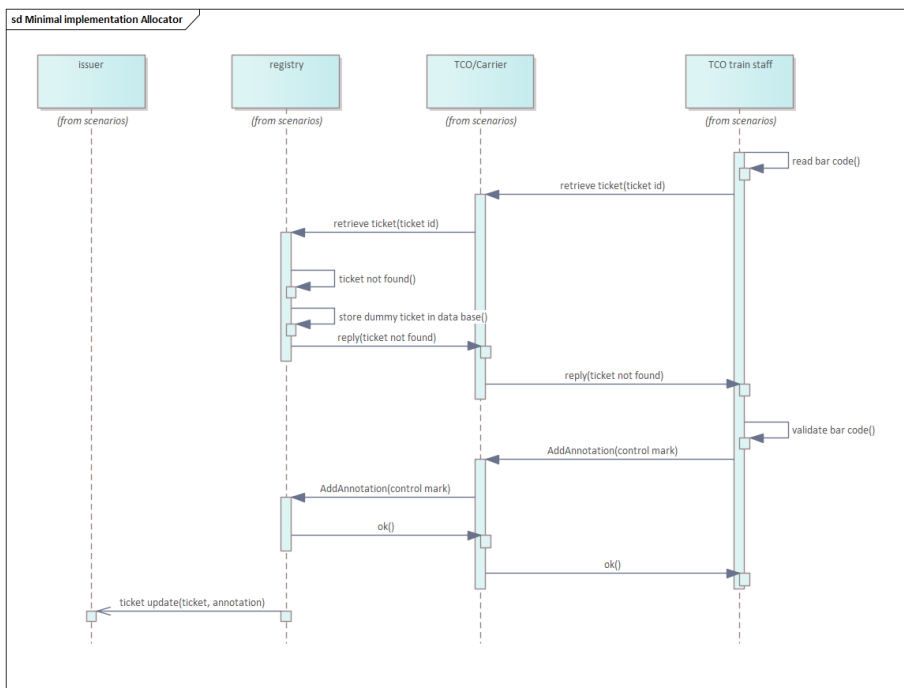 sd Minimal implementation Allocator
issuer
registry
TCO/Carrier
TCO train staff
(from scenarios)
(from scenarios)
(from scenarios)
(from scenarios)
read bar code()
retrieve ticket(ticket id)
retrieve ticket(ticket id)
ticket not found()
store dummy ticket in data base()
reply(ticket not found)
reply(ticket not found)
validate bar code()
AddAnnotation(control mark)
AddAnnotation(control mark)
ok()
ok()
ticket update(ticket, annotation)